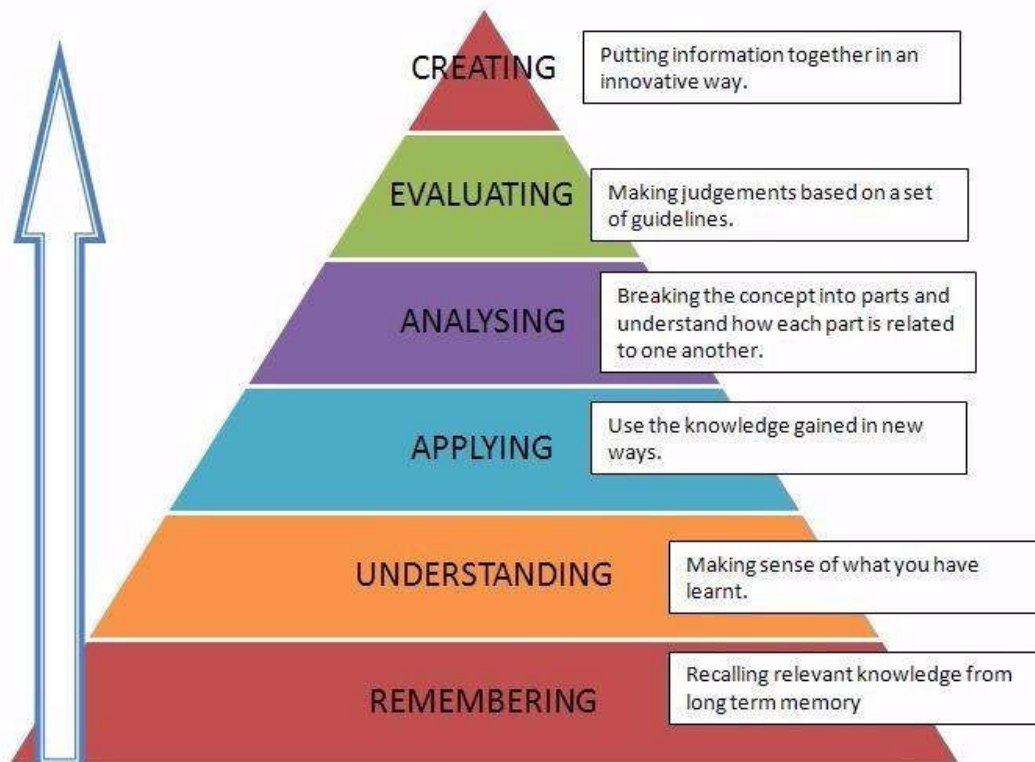 CREATING
Putting information together in an
innovative way.
EVALUATING
Making judgements based on a set
of guidelines.
ANALYSING
Breaking the concept into parts and
understand how each part is related
to one another.
APPLYING
Use the knowledge gained in new
ways.
UNDERSTANDING
Making sense of what you have
learnt.
REMEMBERING
Recalling relevant knowledge from
long term memory